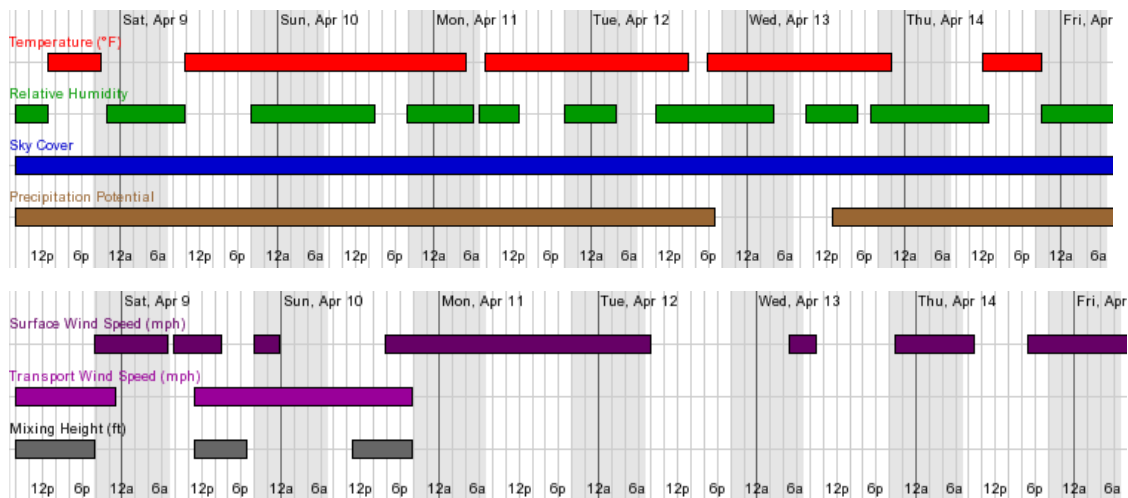 Sat, Apr 9 Sun, Apr 10 Mon, Apr 11 Tue, Apr 12 Wed, Apr 13 Thu, Apr 14 Fri, Apr
Temperature (°F)
Relative Humidity
Sky Cover
Precipitation Potential
12p 6p 12a 6a 12p 6p 12a 6a 12p 6p 12a 6a 12p 6p 12a 6a 12p 6p 12a 6a 12p 6p 12a 6a 12p 6p 12a 6a
Sat, Apr 9 Sun, Apr 10 Mon, Apr 11 Tue, Apr 12 Wed, Apr 13 Thu, Apr 14 Fri, Apr
Surface Wind Speed (mph)
Transport Wind Speed (mph)
Mixing Height (ft)
12p 6p 12a 6a 12p 6p 12a 6a 12p 6p 12a 6a 12p 6p 12a 6a 12p 6p 12a 6a 12p 6p 12a 6a 12p 6p 12a 6a